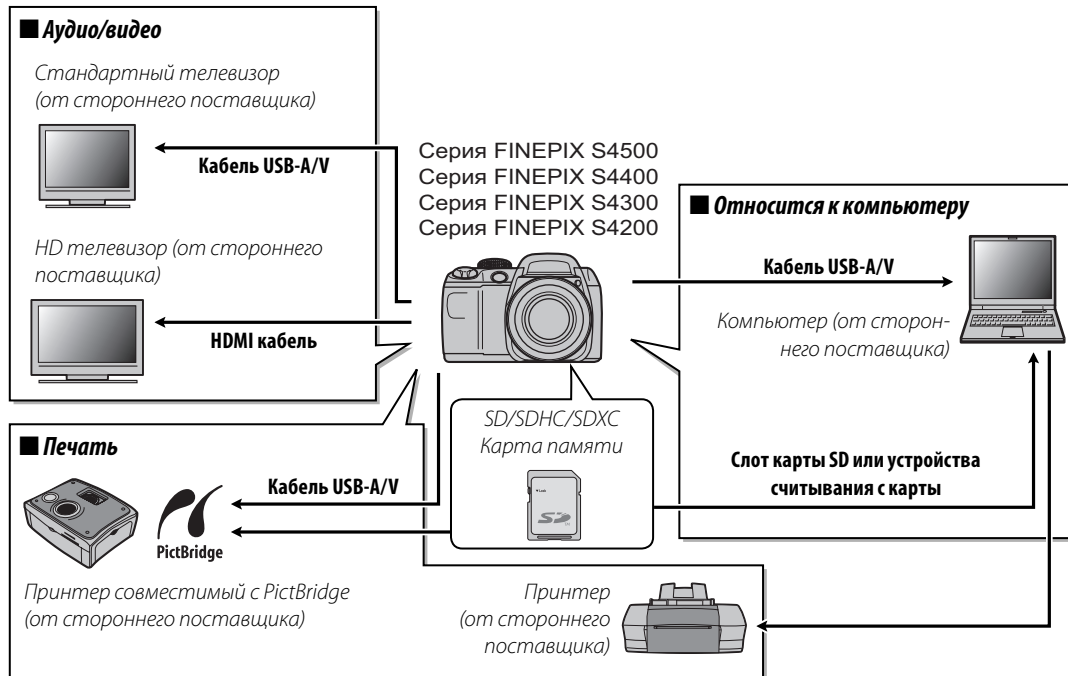 ■ Аудио/видео
Стандартный телевизор
(от стороннего поставщика)
Кабель USB-A/V
HD телевизор (от стороннего
поставщика)
HDMI кабель
Серия FINEPIX S4500
Серия FINEPIX S4400
Серия FINEPIX S4300
Серия FINEPIX S4200
■ Относится к компьютеру
Кабель USB-A/V
Компьютер (от сторон-
него поставщика)
SD/SDHC/SDXC
Карта памяти
Lock
SD
Слот карты SD или устройства
считывания с карты
■ Печать
Кабель USB-A/V
PictBridge
Принтер совместимый с PictBridge
(от стороннего поставщика)
Принтер
(от стороннего
поставщика)